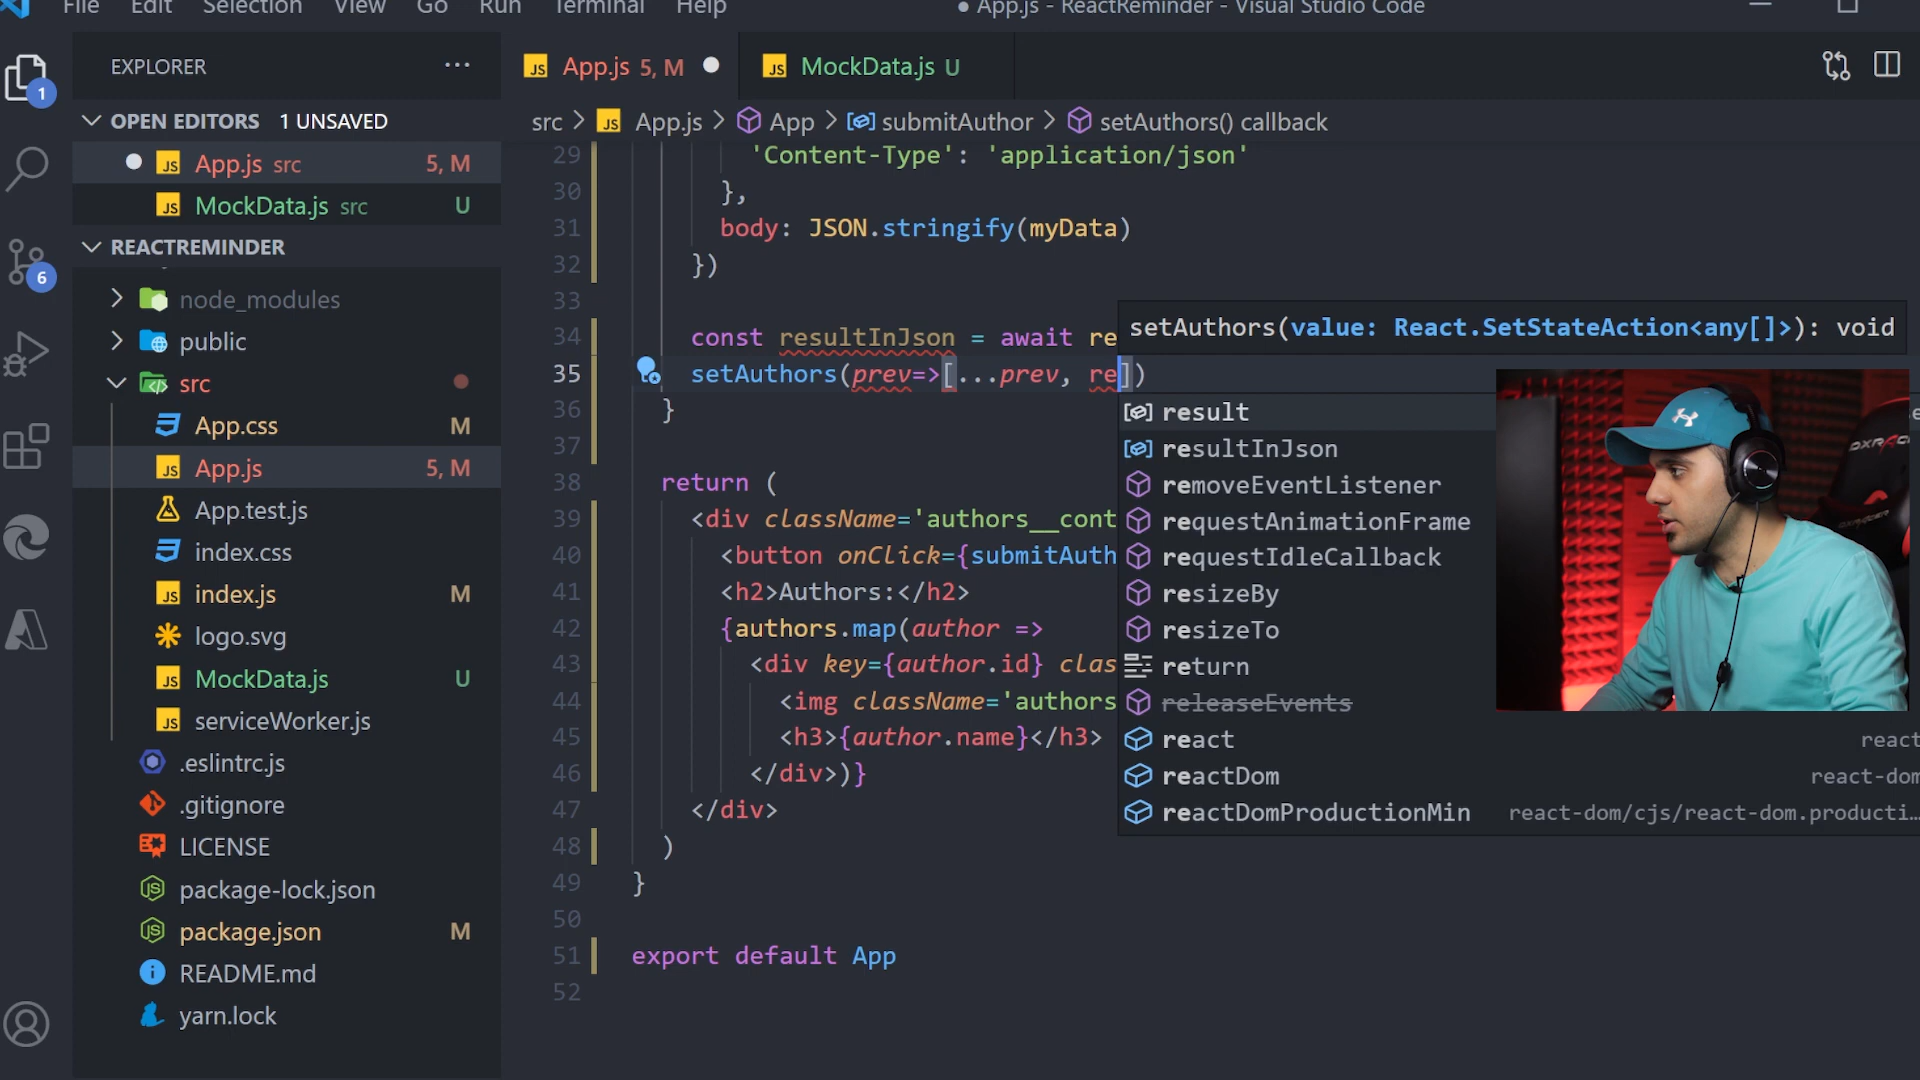 File Edit Selection View Go Run Terminal Help
● App.js - ReactReminder - Visual Studio Code
EXPLORER ···
App.js 5, M
MockData.js U
1
OPEN EDITORS 1 UNSAVED
src > App.js > App > submitAuthor > setAuthors() callback
App.js src 5, M
MockData.js src U
REACTREMINDER
6
node_modules
public
src
App.css M
App.js 5, M
App.test.js
index.css
index.js M
logo.svg
MockData.js U
serviceWorker.js
.eslintrc.js
.gitignore
LICENSE
package-lock.json
package.json M
README.md
yarn.lock
29 'Content-Type': 'application/json'
30 },
31 body: JSON.stringify(myData)
32 })
33
34 const resultInJson = await re
35 setAuthors(prev=>[...prev, re])
36 }
37
38 return (
39 <div className='authors__cont
40 <button onClick={submitAuth
41 <h2>Authors:</h2>
42 {authors.map(author =>
43 <div key={author.id} clas
44 <img className='authors
45 <h3>{author.name}</h3>
46 </div>)}
47 </div>
48 )
49 }
50
51 export default App
52
setAuthors(value: React.SetStateAction<any[]>): void
result
resultInJson
removeEventListener
requestAnimationFrame
requestIdleCallback
resizeBy
resizeTo
return
releaseEvents
react react
reactDom react-dom
reactDomProductionMin react-dom/cjs/react-dom.producti…